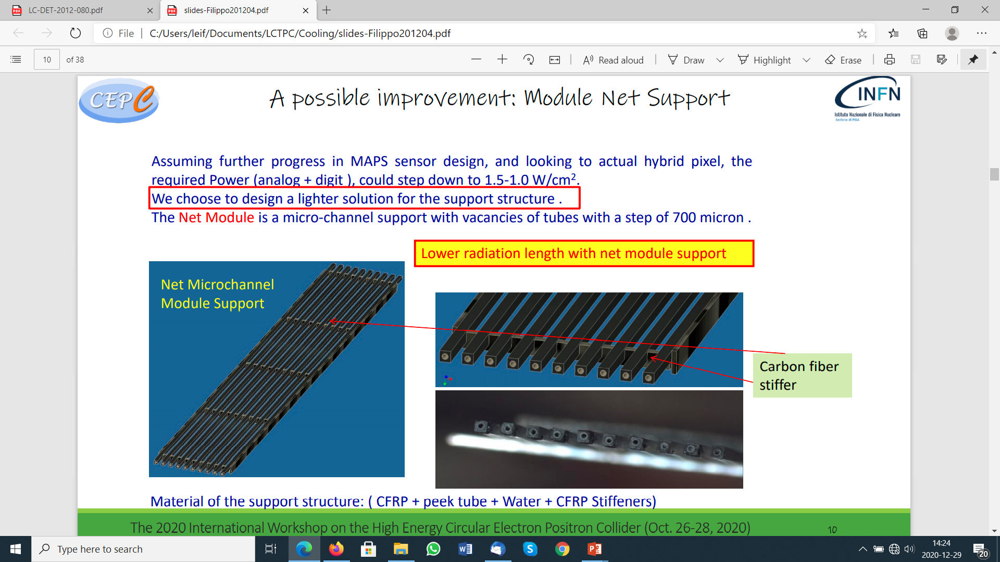 LC-DET-2012-080.pdf
slides-Filippo201204.pdf
File
C:/Users/leif/Documents/LCTPC/Cooling/slides-Filippo201204.pdf
10 of 38
Read aloud
Draw
Highlight
Erase
CEPC
A possible improvement: Module Net Support
INFN
Istituto Nazionale di Fisica Nucleare
Sezione di PISA
Assuming further progress in MAPS sensor design, and looking to actual hybrid pixel, the
required Power (analog + digit ), could step down to 1.5-1.0 W/cm².
We choose to design a lighter solution for the support structure .
The Net Module is a micro-channel support with vacancies of tubes with a step of 700 micron .
Lower radiation length with net module support
Net Microchannel
Module Support
Carbon fiber
stiffer
Material of the support structure: ( CFRP + peek tube + Water + CFRP Stiffeners)
The 2020 International Workshop on the High Energy Circular Electron Positron Collider (Oct. 26-28, 2020)
10
Type here to search
14:24
2020-12-29
20